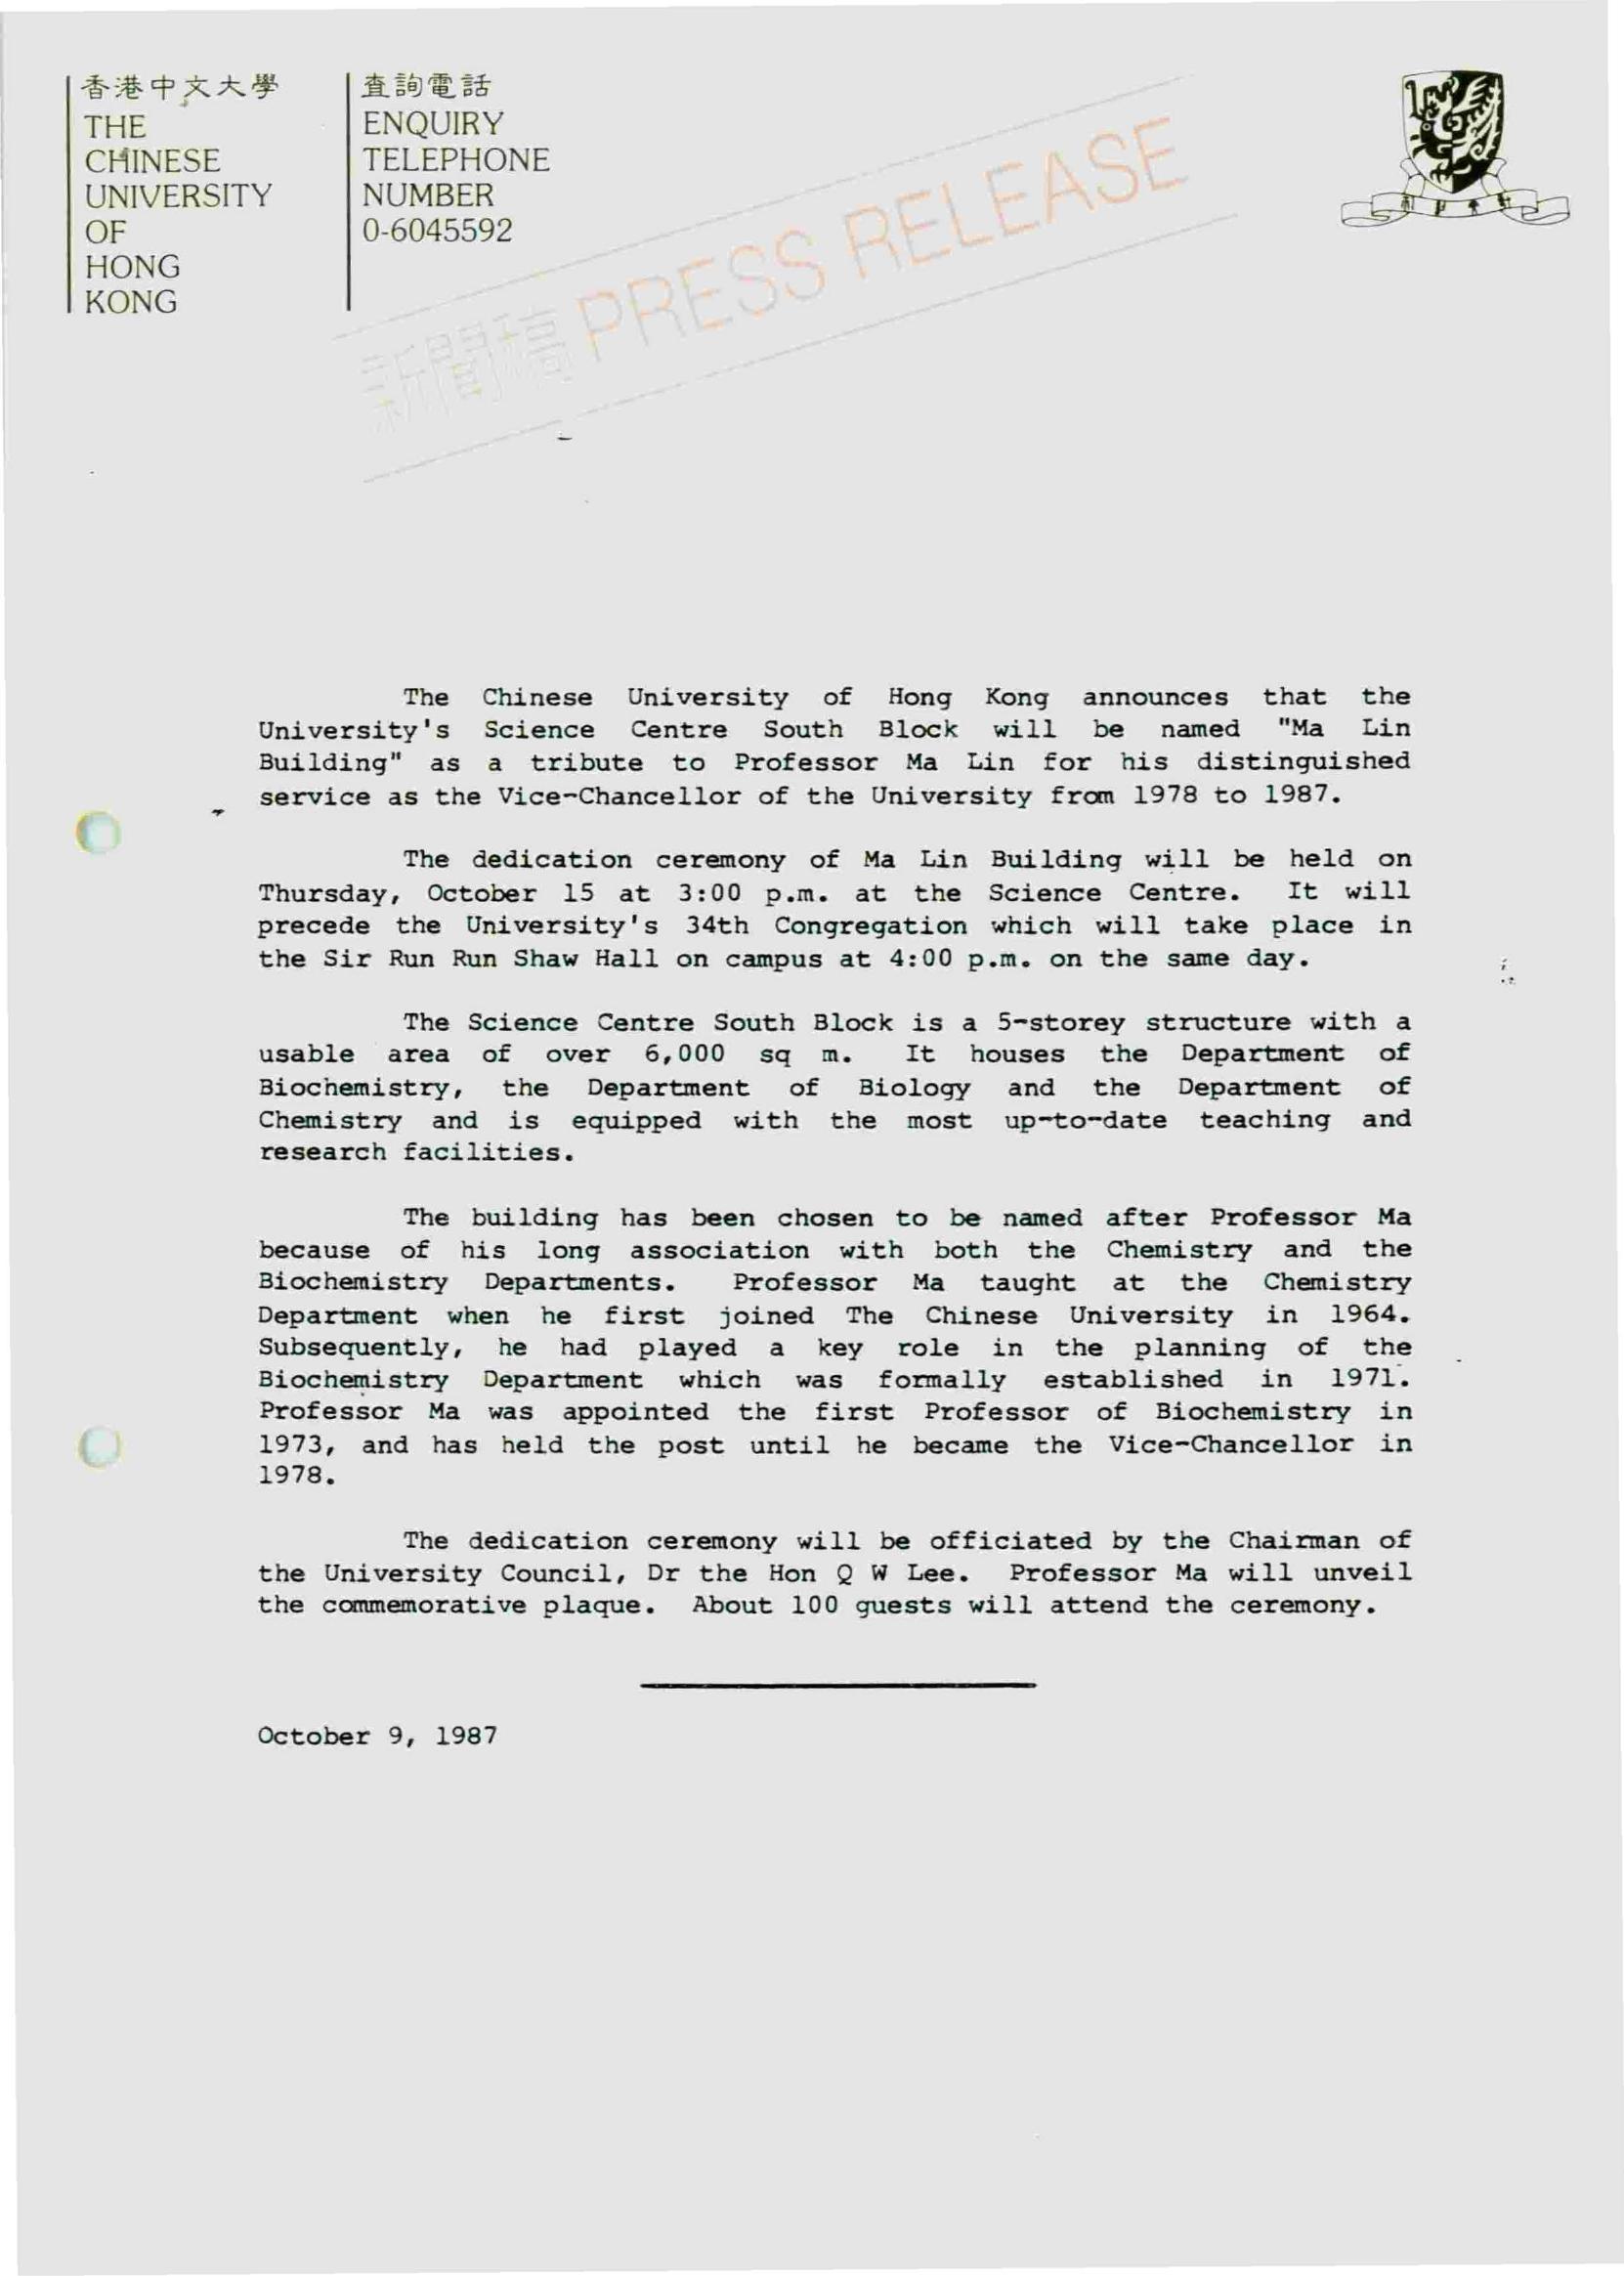 香港中文大學
THE
CHINESE
UNIVERSITY
OF
HONG
KONG
查詢電話
ENQUIRY
TELEPHONE
NUMBER
0-6045592
新聞稿 PRESS RELEASE
The Chinese University of Hong Kong announces that the
University's Science Centre South Block will be named "Ma Lin
Building" as a tribute to Professor Ma Lin for his distinguished
service as the Vice-Chancellor of the University from 1978 to 1987.
The dedication ceremony of Ma Lin Building will be held on
Thursday, October 15 at 3:00 p.m. at the Science Centre. It will
precede the University's 34th Congregation which will take place in
the Sir Run Run Shaw Hall on campus at 4:00 p.m. on the same day.
The Science Centre South Block is a 5-storey structure with a
usable area of over 6,000 sq m. It houses the Department of
Biochemistry, the Department of Biology and the Department of
Chemistry and is equipped with the most up-to-date teaching and
research facilities.
The building has been chosen to be named after Professor Ma
because of his long association with both the Chemistry and the
Biochemistry Departments. Professor Ma taught at the Chemistry
Department when he first joined The Chinese University in 1964.
Subsequently, he had played a key role in the planning of the
Biochemistry Department which was formally established in 1971.
Professor Ma was appointed the first Professor of Biochemistry in
1973, and has held the post until he became the Vice-Chancellor in
1978.
The dedication ceremony will be officiated by the Chairman of
the University Council, Dr the Hon Q W Lee. Professor Ma will unveil
the commemorative plaque. About 100 guests will attend the ceremony.
October 9, 1987